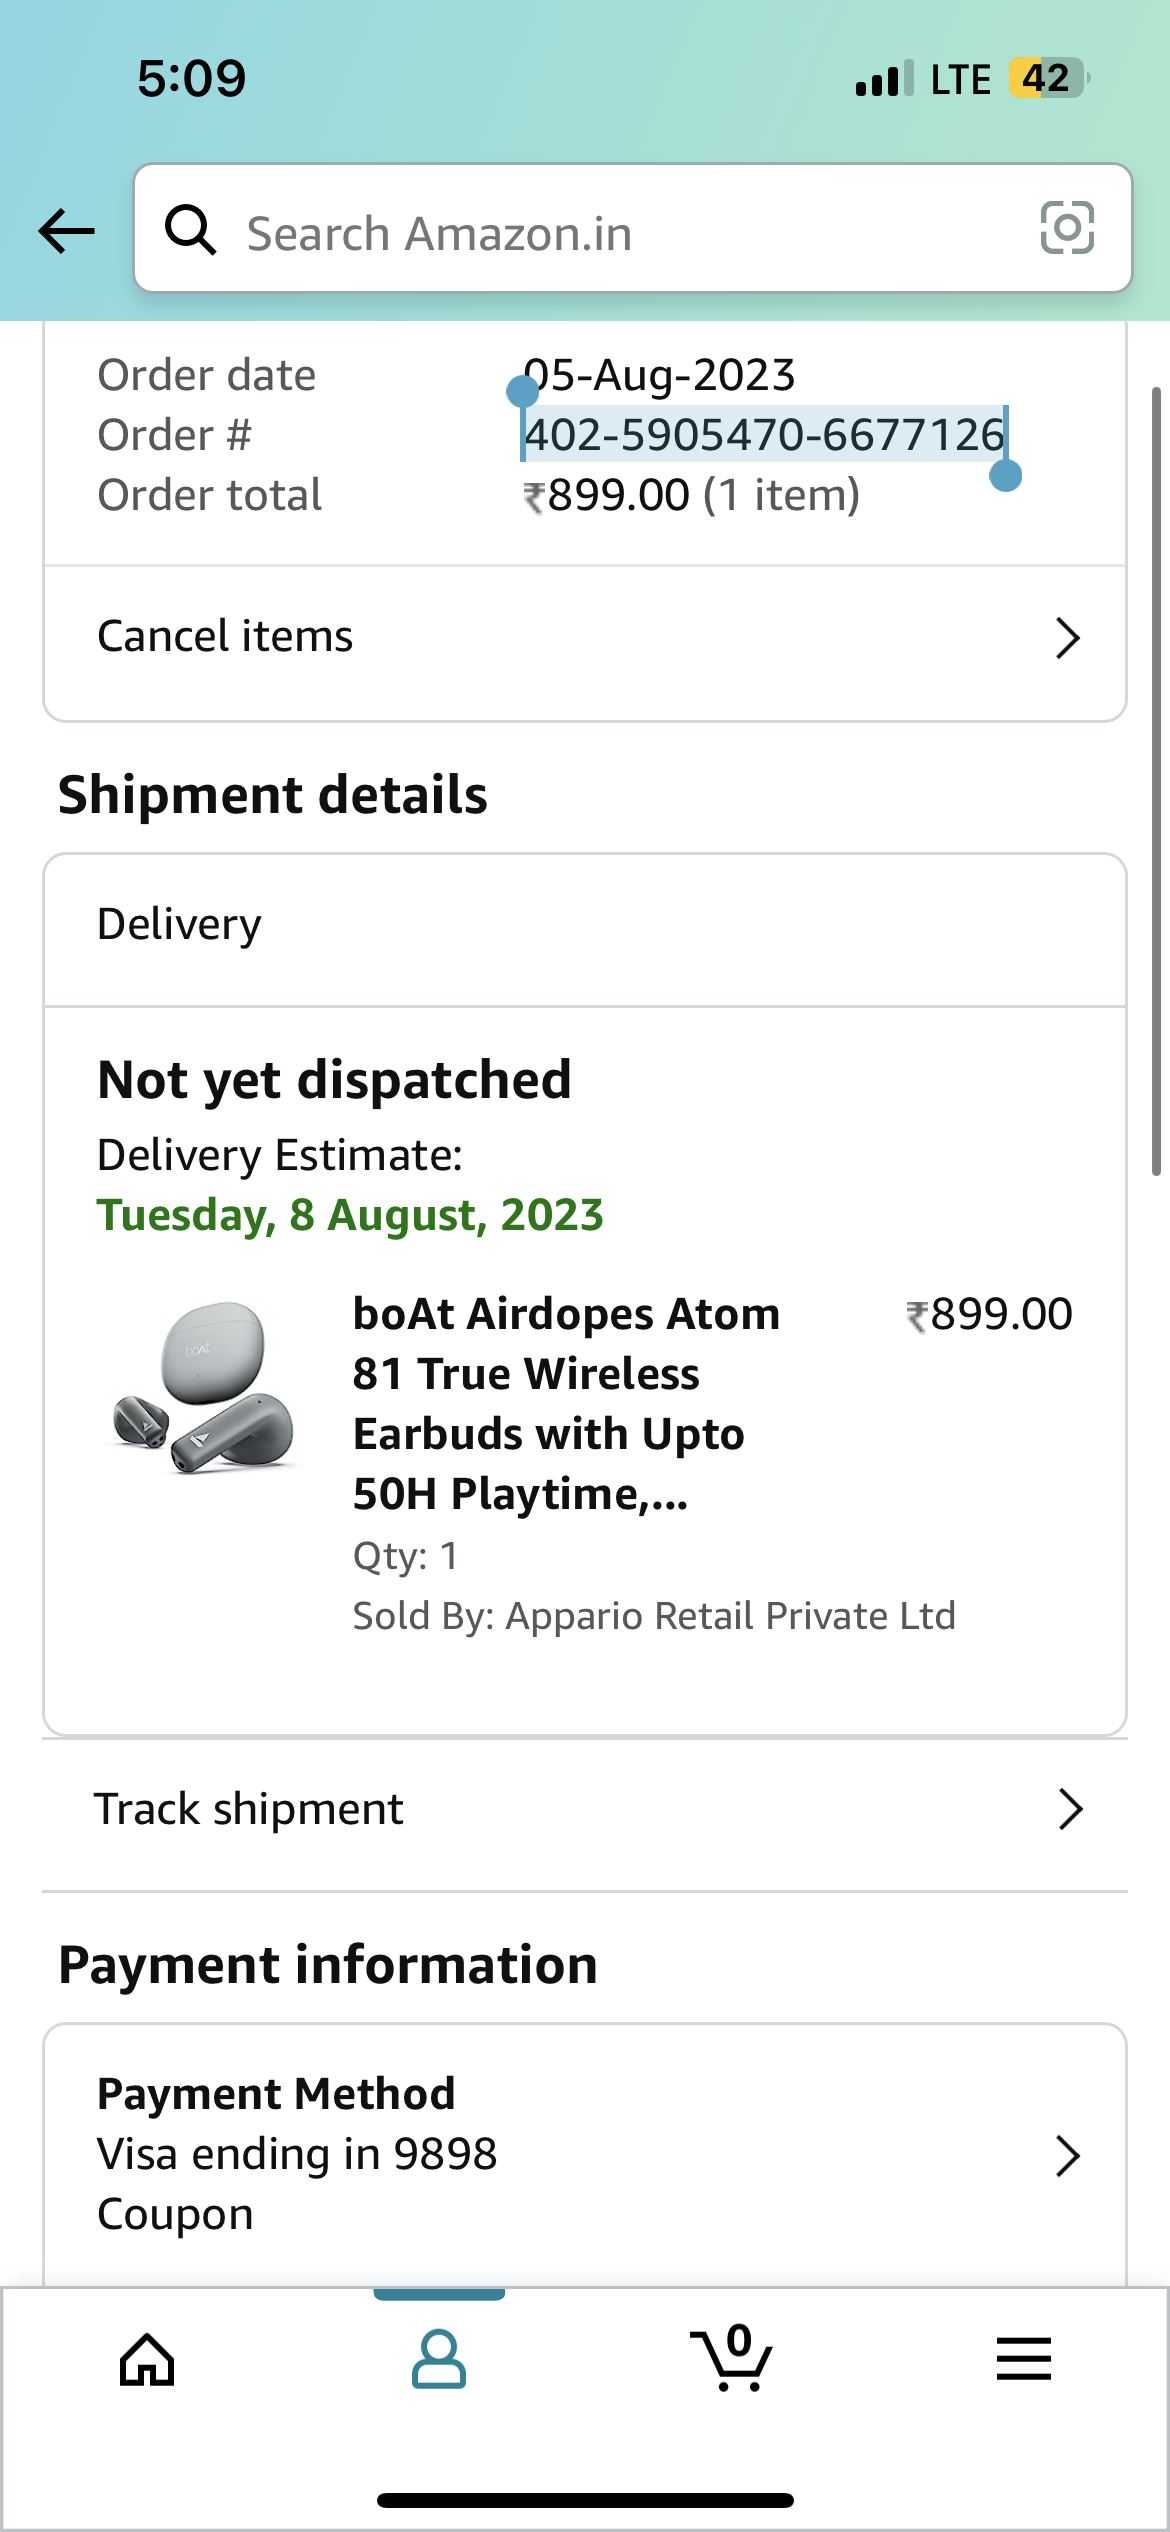 5:09
LTE 42
Search Amazon.in
Order date 05-Aug-2023
Order # 402-5905470-6677126
Order total ₹899.00 (1 item)
Cancel items
Shipment details
Delivery
Not yet dispatched
Delivery Estimate:
Tuesday, 8 August, 2023
boAt
boAt Airdopes Atom ₹899.00
81 True Wireless
Earbuds with Upto
50H Playtime,...
Qty: 1
Sold By: Appario Retail Private Ltd
Track shipment
Payment information
Payment Method
Visa ending in 9898
Coupon
0